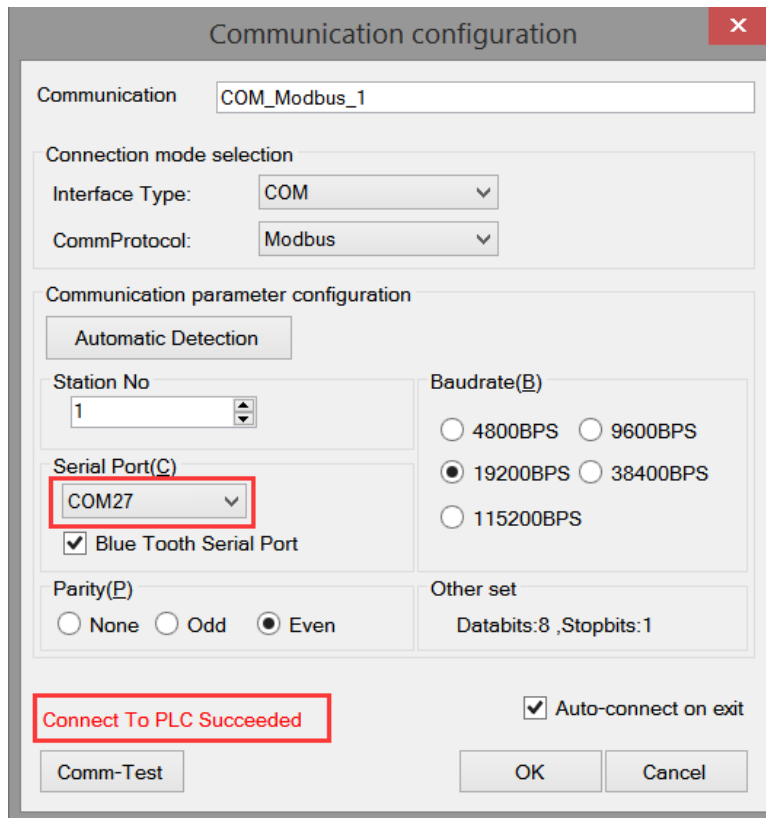 Communication configuration
Communication COM_Modbus_1
Connection mode selection
Interface Type: COM
CommProtocol: Modbus
Communication parameter configuration
Automatic Detection
Station No
1
Baudrate(B)
4800BPS 9600BPS
19200BPS 38400BPS
115200BPS
Serial Port(C)
COM27
Blue Tooth Serial Port
Parity(P)
None Odd Even
Other set
Databits:8 ,Stopbits:1
Connect To PLC Succeeded
Auto-connect on exit
Comm-Test OK Cancel